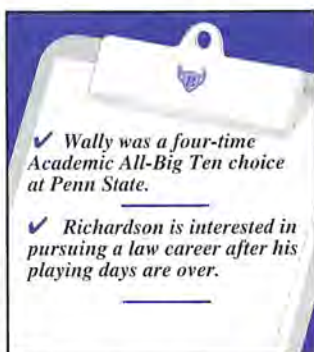 ✔ Wally was a four-time
Academic All-Big Ten choice
at Penn State.
✔ Richardson is interested in
pursuing a law career after his
playing days are over.